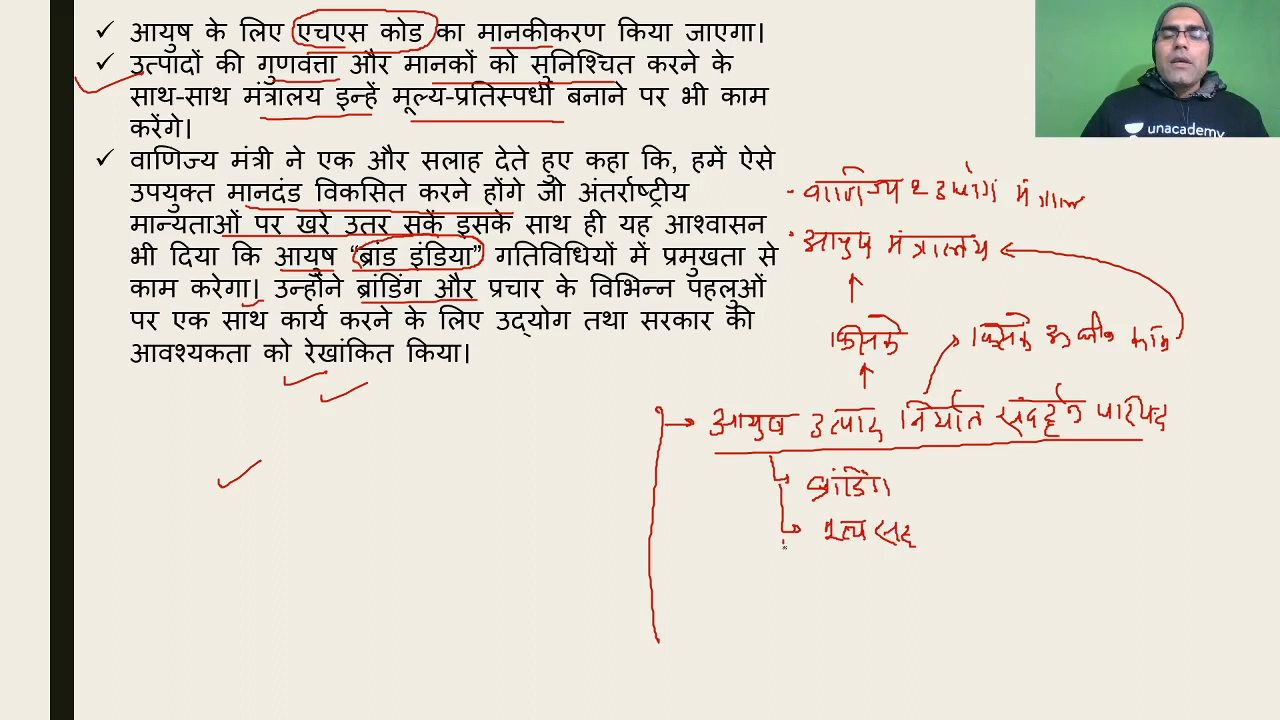 आयुष के लिए एचएस कोड का मानकीकरण किया जाएगा।
उत्पादों की गुणवत्ता और मानकों को सुनिश्चित करने के
साथ-साथ मंत्रालय इन्हें मूल्य-प्रतिस्पर्धी बनाने पर भी काम
करेंगे।
वाणिज्य मंत्री ने एक और सलाह देते हुए कहा कि, हमें ऐसे
उपयुक्त मानदंड विकसित करने होंगे जो अंतर्राष्ट्रीय
मान्यताओं पर खरे उतर सकें इसके साथ ही यह आश्वासन
भी दिया कि आयुष “ब्रांड इंडिया” गतिविधियों में प्रमुखता से
काम करेगा। उन्होंने ब्रांडिंग और प्रचार के विभिन्न पहलुओं
पर एक साथ कार्य करने के लिए उद्योग तथा सरकार की
आवश्यकता को रेखांकित किया।
unacademy
वाणिज्य उद्योग
आयुष मंत्रालय
किसके
किसके अधीन कार्य
आयुष उत्पाद निर्यात परिषद
ब्रांडिंग